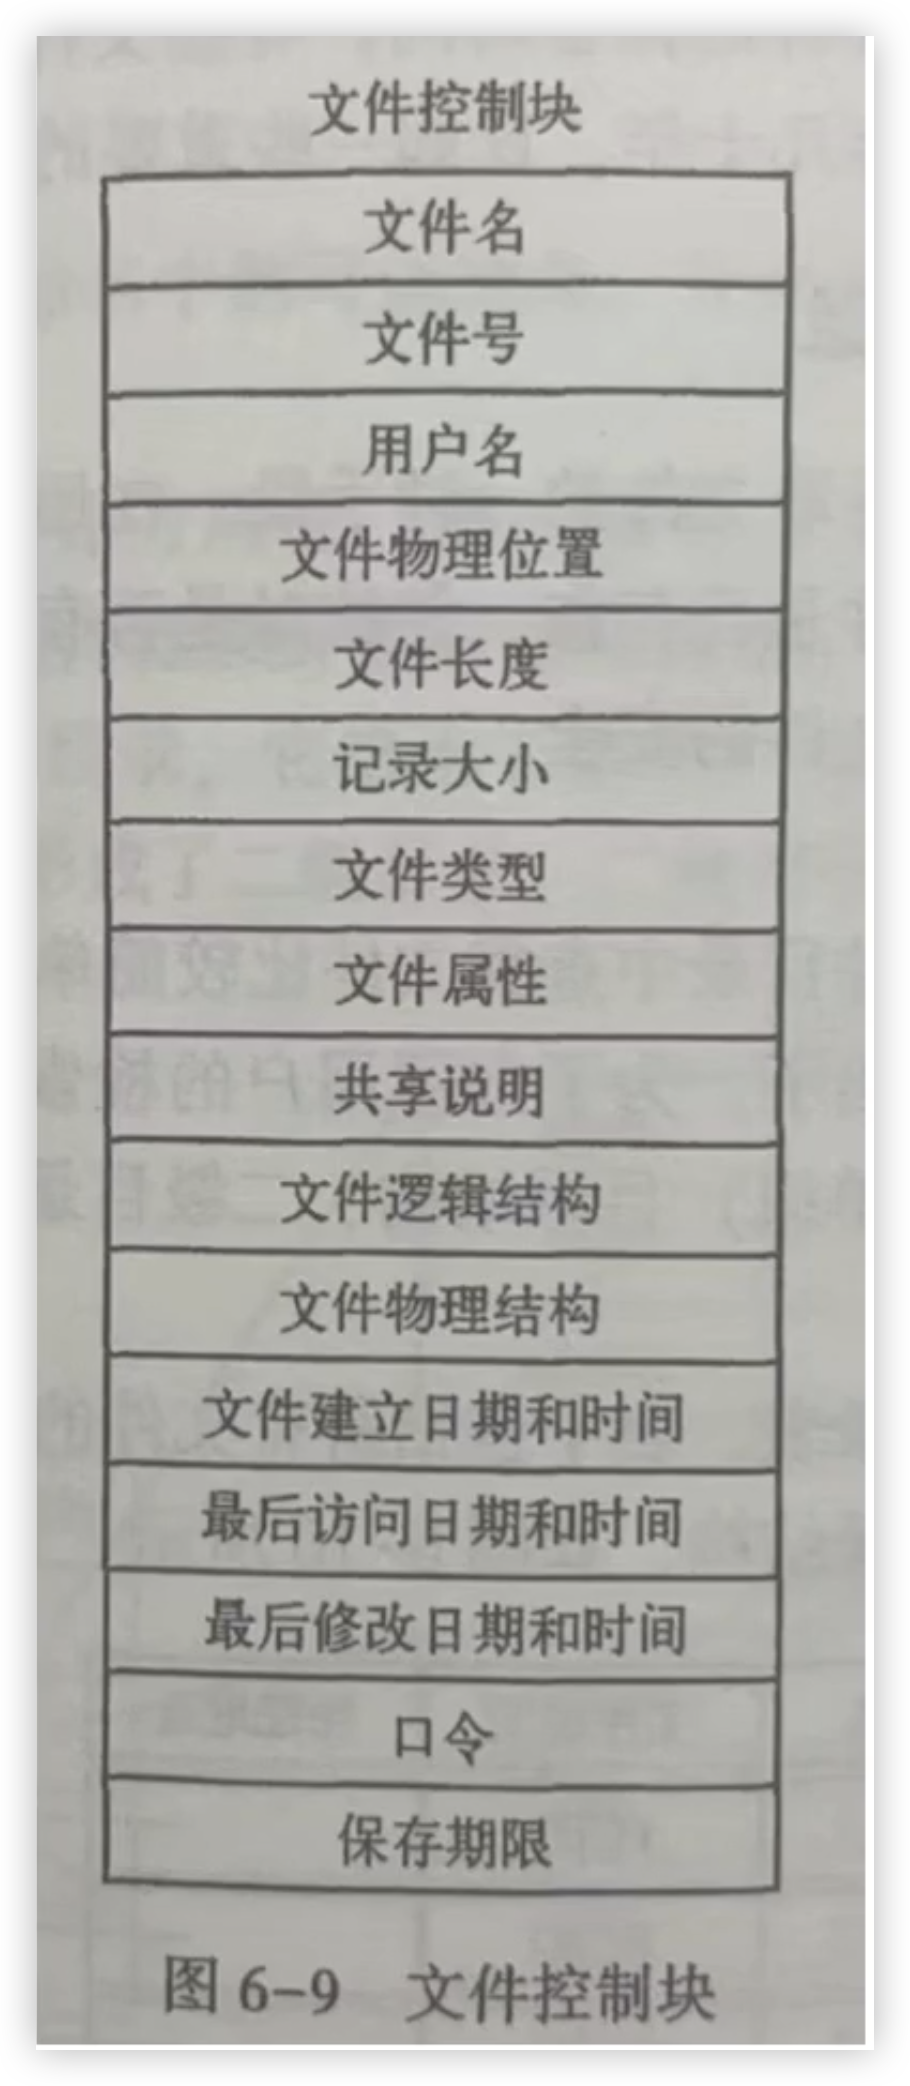 文件控制块
文件名
文件号
用户名
文件物理位置
文件长度
记录大小
文件类型
文件属性
共享说明
文件逻辑结构
文件物理结构
文件建立日期和时间
最后访问日期和时间
最后修改日期和时间
口令
保存期限
图 6-9 文件控制块